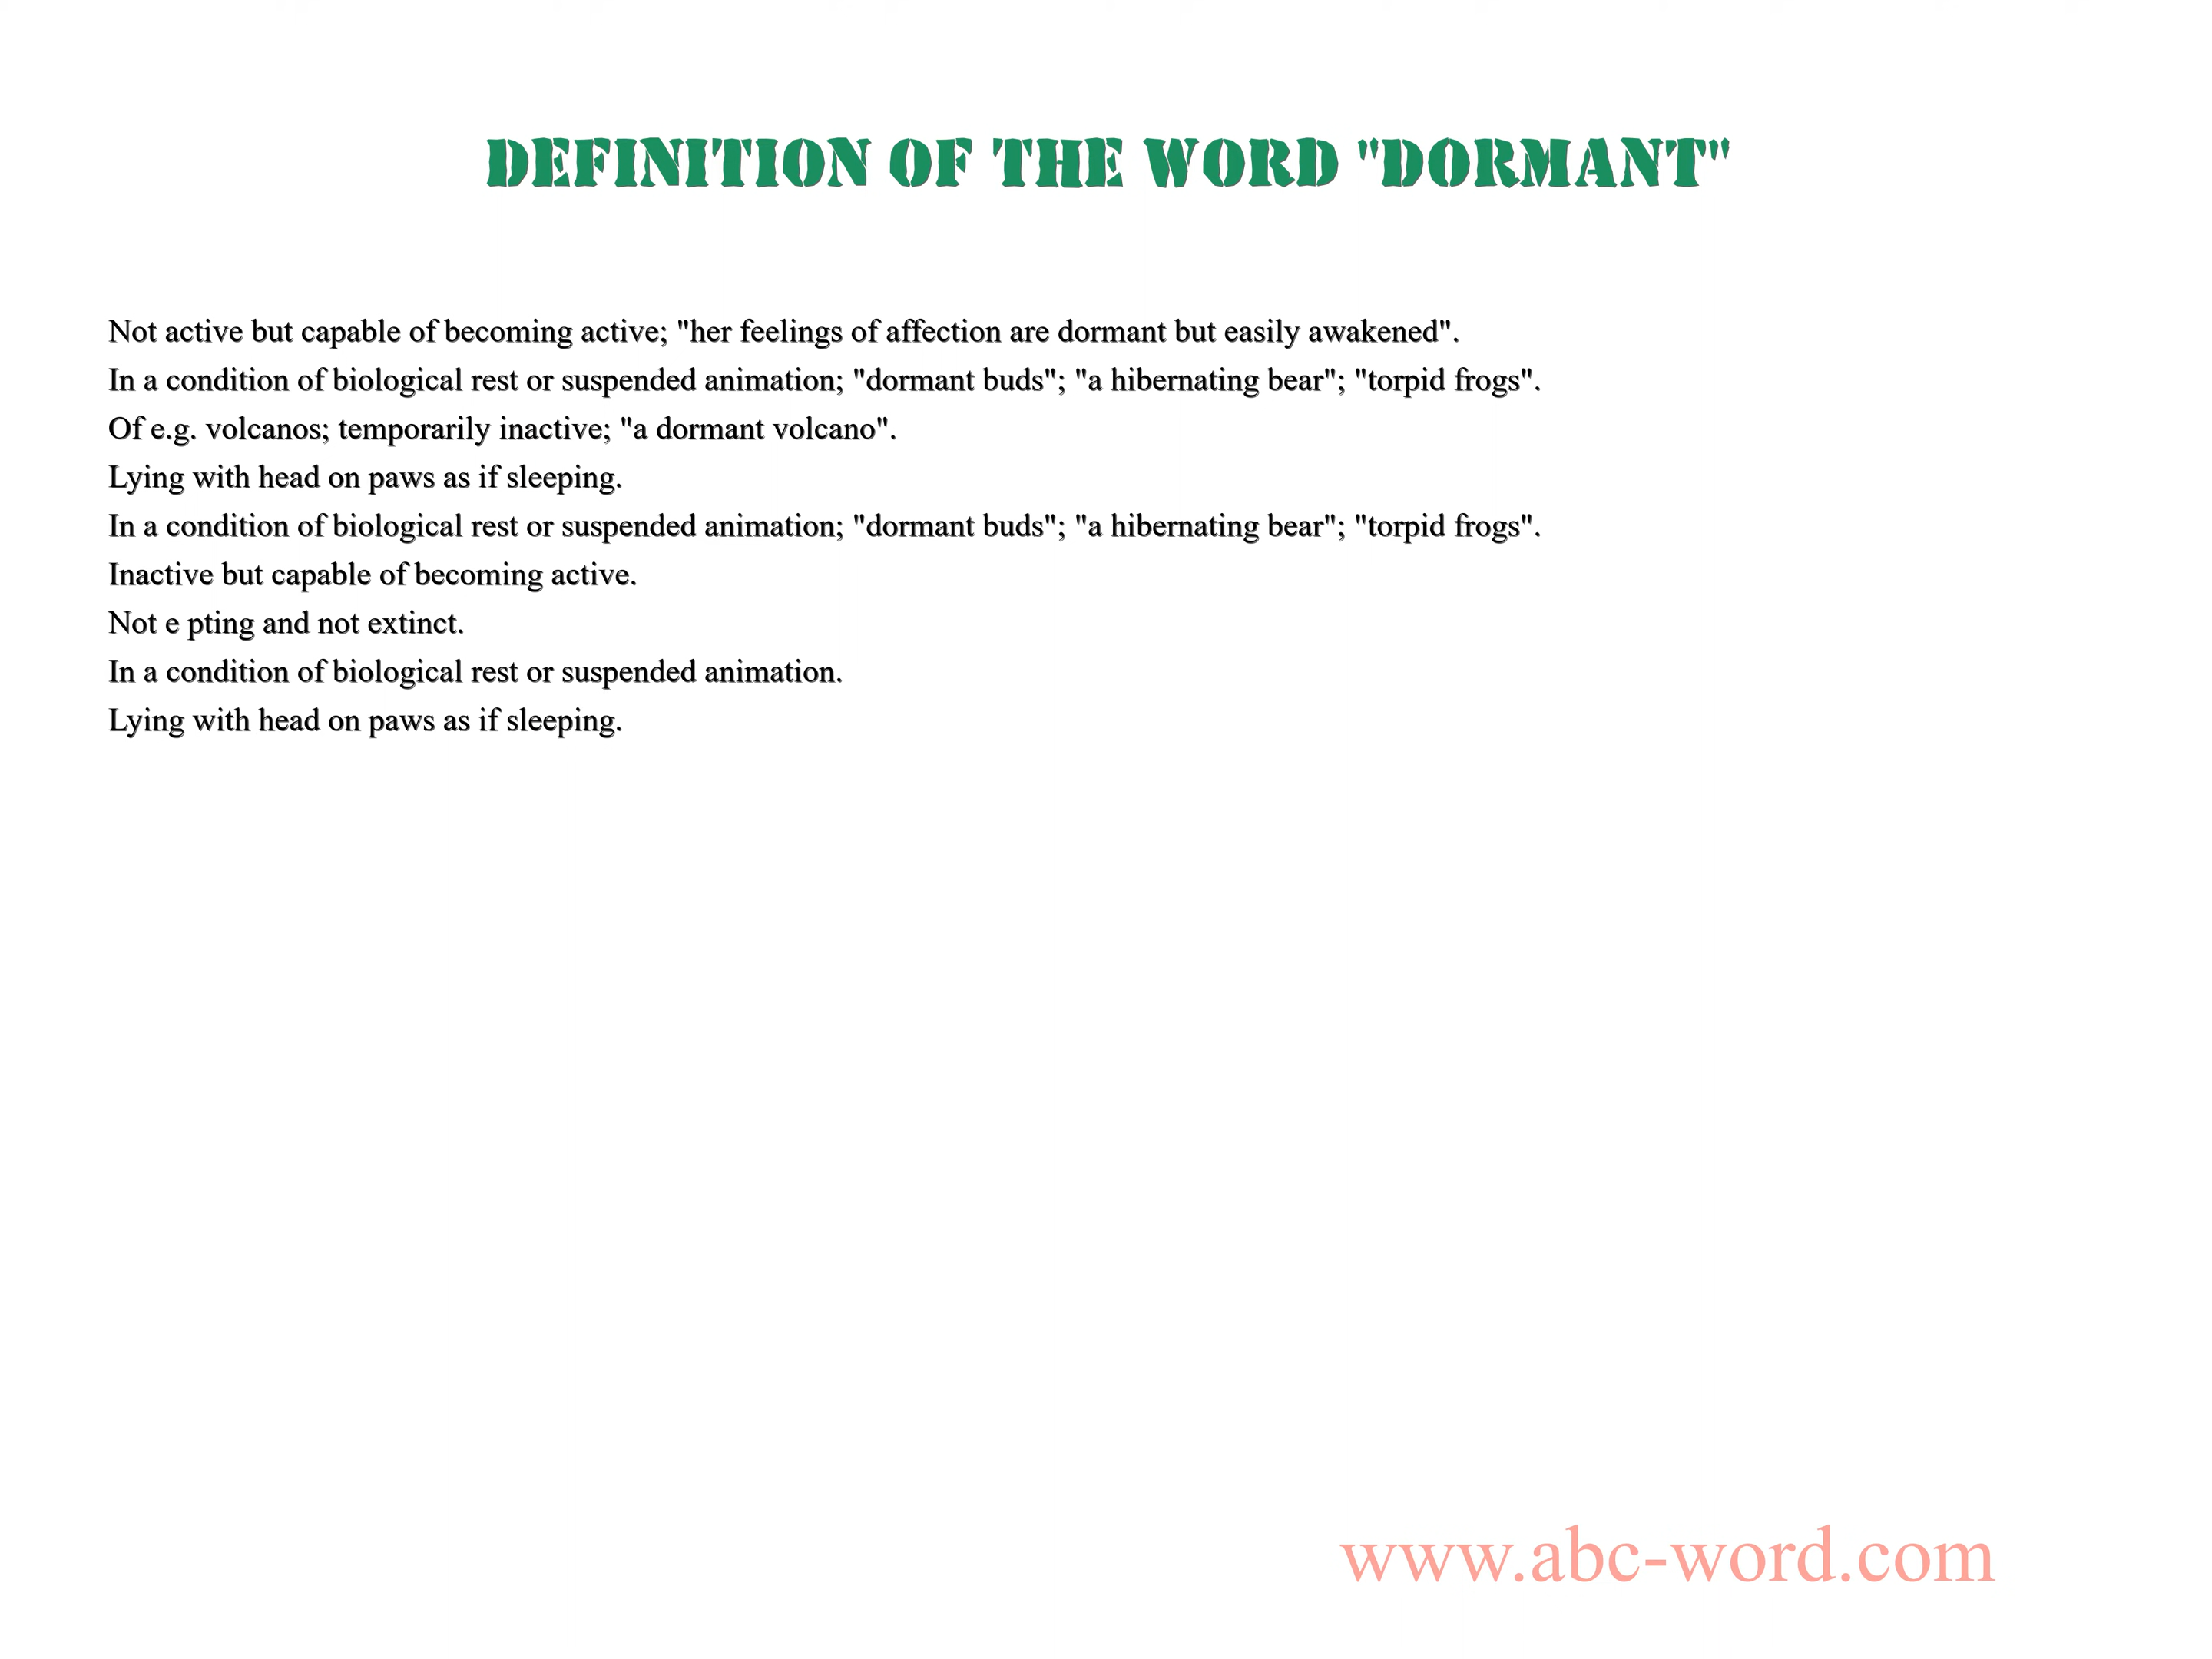 DEFINITION OF THE WORD "DORMANT"
Not active but capable of becoming active; "her feelings of affection are dormant but easily awakened".
In a condition of biological rest or suspended animation; "dormant buds"; "a hibernating bear"; "torpid frogs".
Of e.g. volcanos; temporarily inactive; "a dormant volcano".
Lying with head on paws as if sleeping.
In a condition of biological rest or suspended animation; "dormant buds"; "a hibernating bear"; "torpid frogs".
Inactive but capable of becoming active.
Not e pting and not extinct.
In a condition of biological rest or suspended animation.
Lying with head on paws as if sleeping.
www.abc-word.com